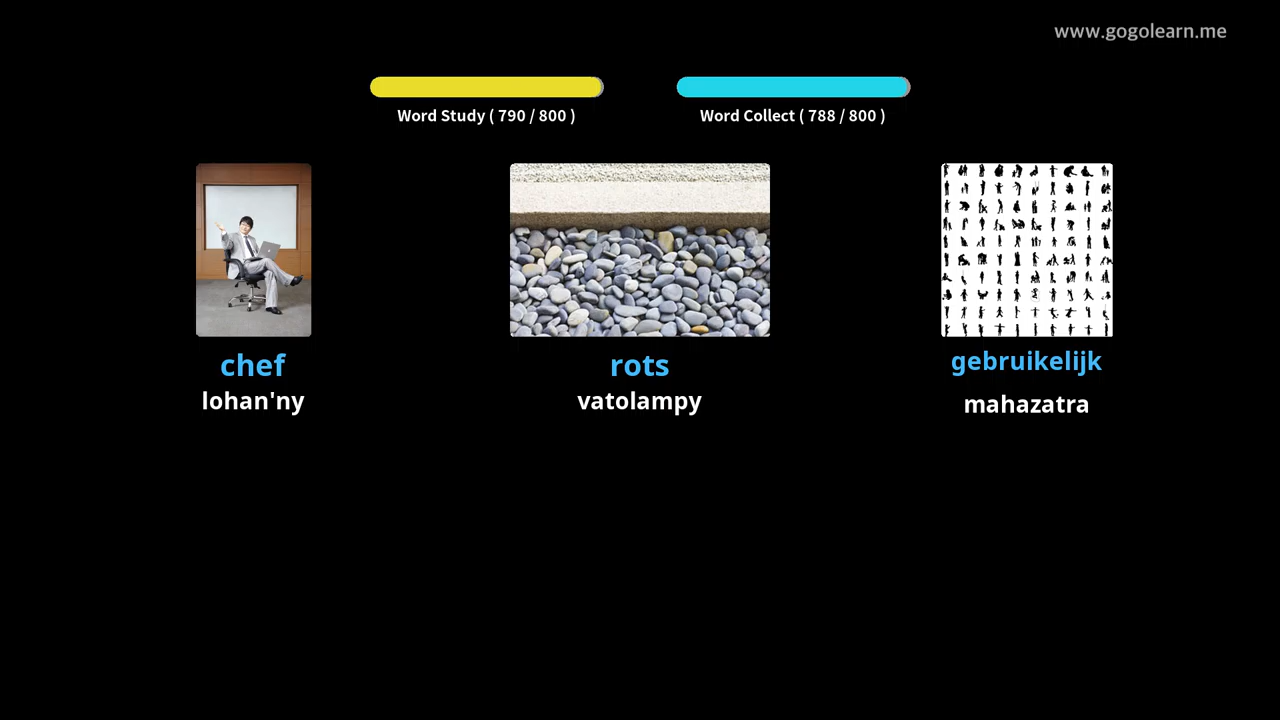 www.gogolearn.me
Word Study ( 790 / 800 )
Word Collect ( 788 / 800 )
chef
lohan'ny
rots
vatolampy
gebruikelijk
mahazatra